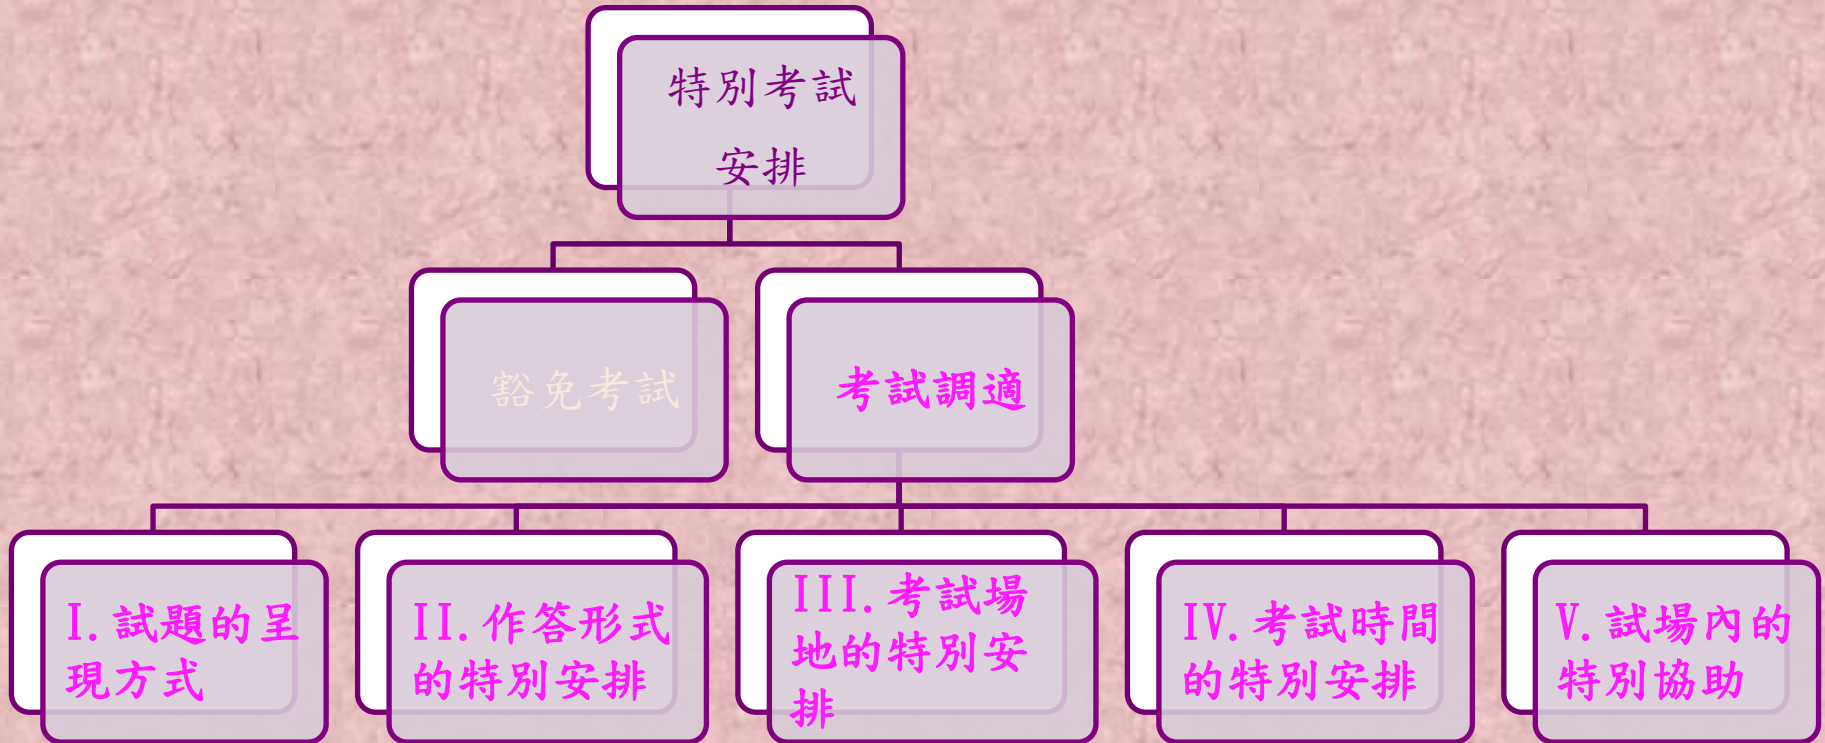 特別考試
安排
豁免考試
考試調適
I.試題的呈
現方式
II.作答形式
的特別安排
III.考試場
地的特別安
排
IV.考試時間
的特別安排
V.試場內的
特別協助